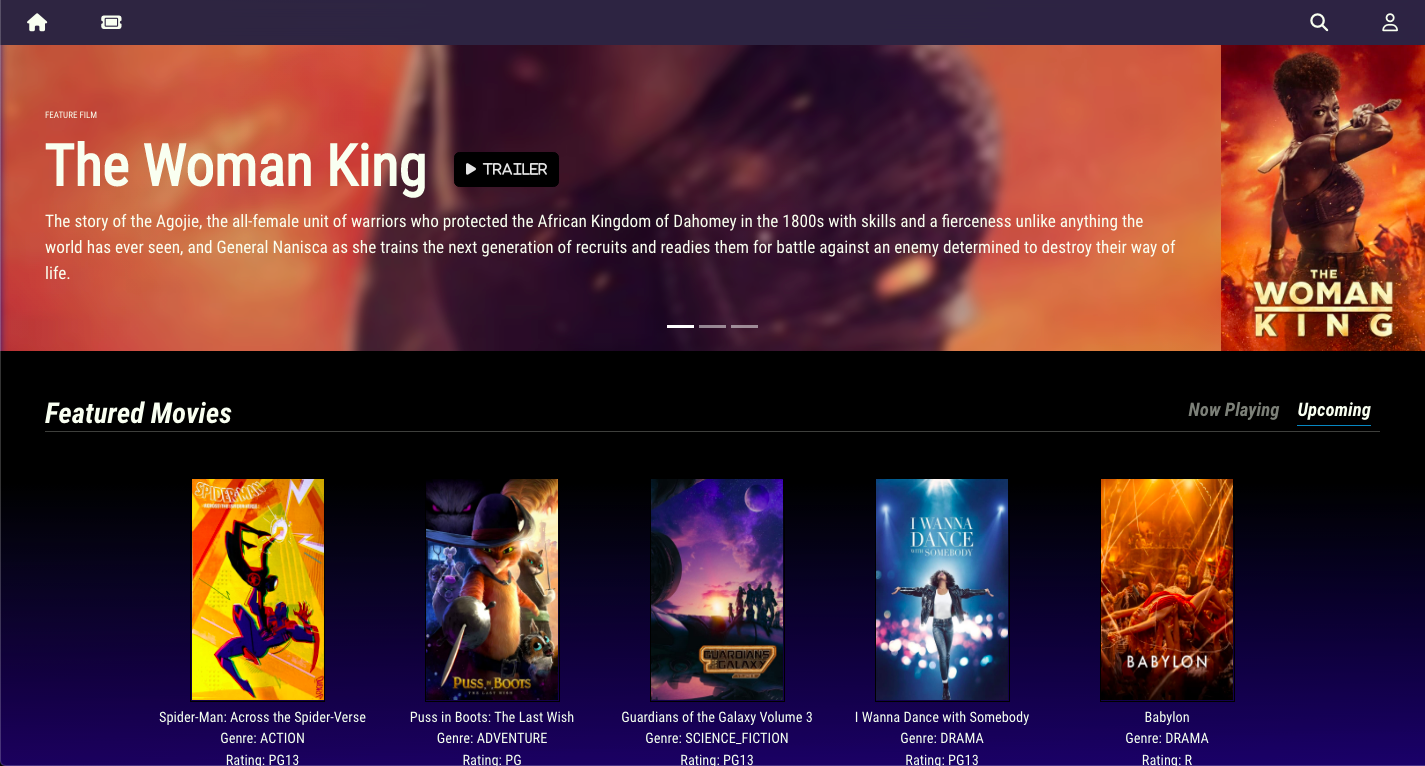 FEATURE FILM
The Woman King
TRAILER
The story of the Agojie, the all-female unit of warriors who protected the African Kingdom of Dahomey in the 1800s with skills and a fierceness unlike anything the
world has ever seen, and General Nanisca as she trains the next generation of recruits and readies them for battle against an enemy determined to destroy their way of
life.
THE
WOMAN
KING
Featured Movies
Now Playing
Upcoming
SPIDER-MAN
PUSS IN BOOTS
THE LAST WISH
GUARDIANS
GALAXY
I WANNA
DANCE
WITH SOMEBODY
BABYLON
Spider-Man: Across the Spider-Verse
Genre: ACTION
Rating: PG13
Puss in Boots: The Last Wish
Genre: ADVENTURE
Rating: PG
Guardians of the Galaxy Volume 3
Genre: SCIENCE_FICTION
Rating: PG13
I Wanna Dance with Somebody
Genre: DRAMA
Rating: PG13
Babylon
Genre: DRAMA
Rating: R